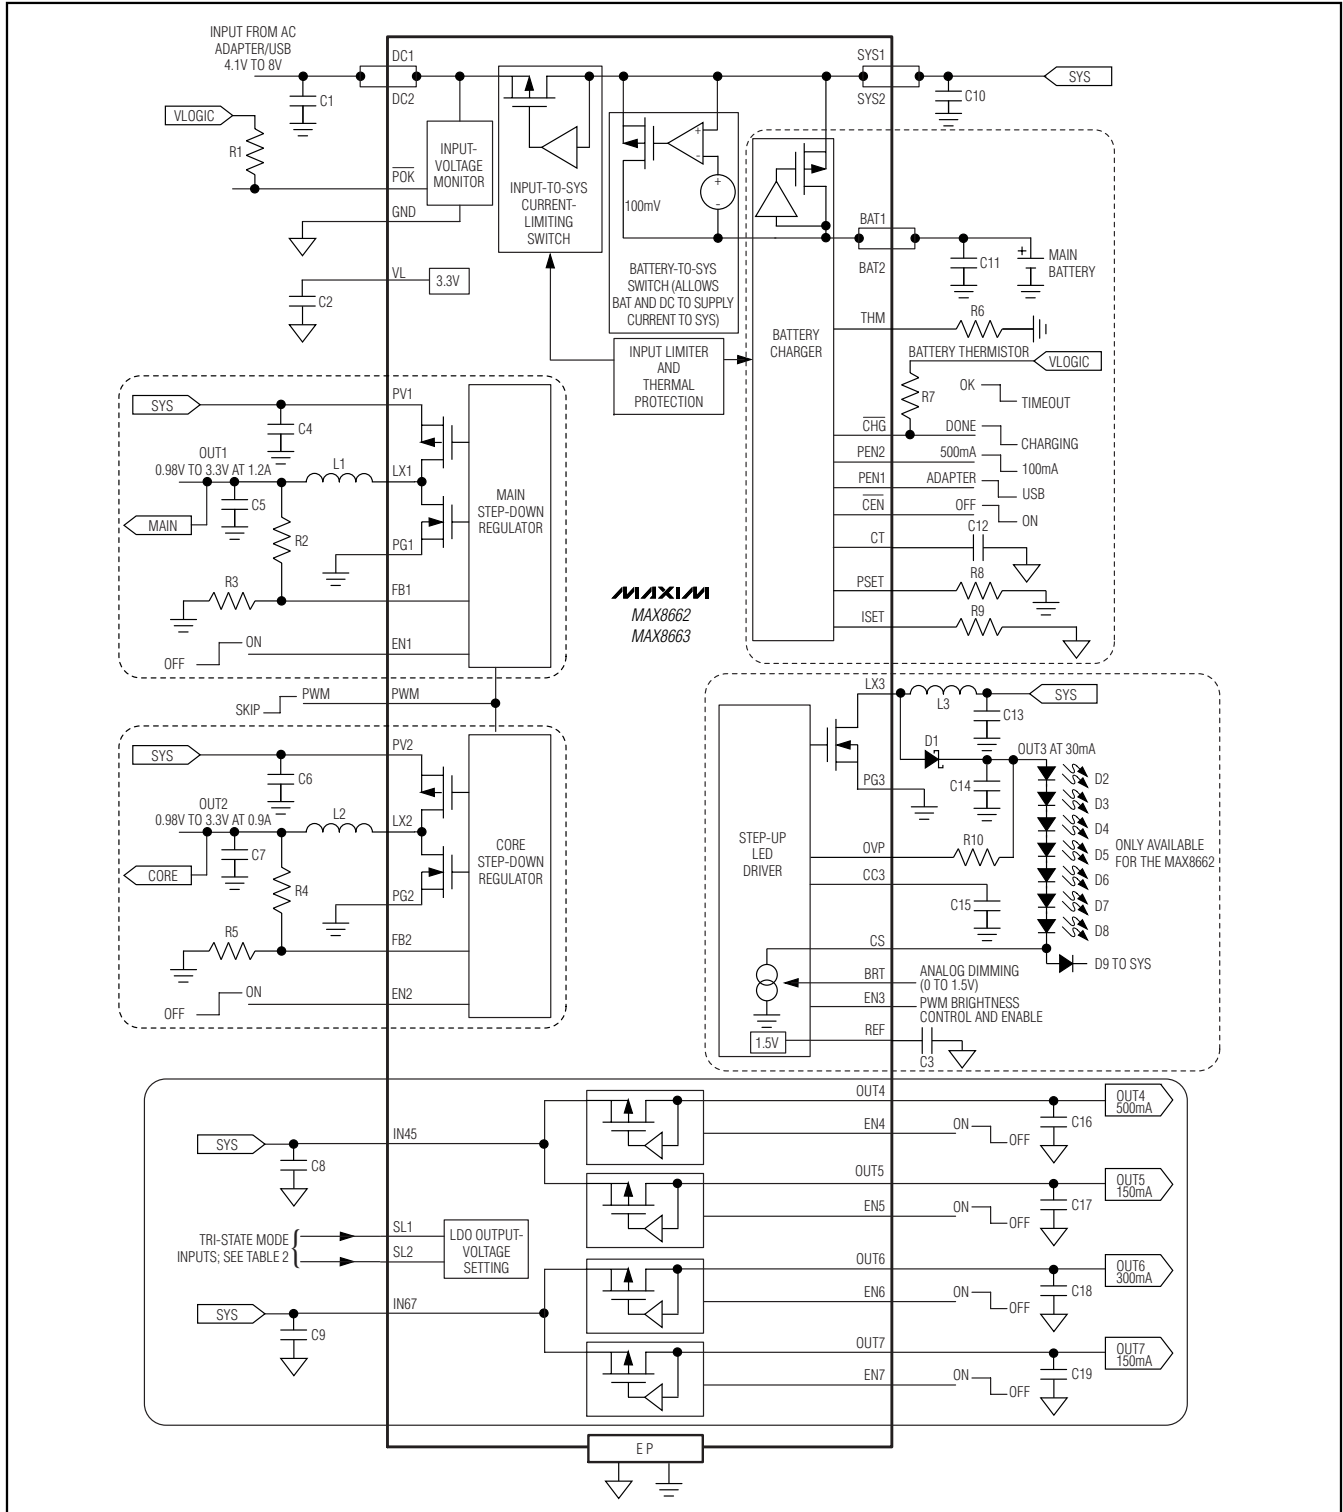 INPUT FROM AC
ADAPTER/USB
4.1V TO 8V
DC1
DC2
C1
VLOGIC
R1
POK
GND
INPUT-
VOLTAGE
MONITOR
INPUT-TO-SYS
CURRENT-
LIMITING
SWITCH
VL
3.3V
C2
+
-
+
-
100mV
BATTERY-TO-SYS
SWITCH (ALLOWS
BAT AND DC TO SUPPLY
CURRENT TO SYS)
INPUT LIMITER
AND
THERMAL
PROTECTION
SYS1
SYS2
C10
SYS
BATTERY
CHARGER
BAT1
BAT2
C11
+
MAIN
BATTERY
THM
R6
BATTERY THERMISTOR
VLOGIC
R7
OK
TIMEOUT
CHG
DONE
CHARGING
PEN2
500mA
100mA
PEN1
ADAPTER
USB
CEN
OFF
ON
CT
C12
PSET
R8
ISET
R9
SYS
C4
PV1
OUT1
0.98V TO 3.3V AT 1.2A
L1
LX1
C5
MAIN
R2
PG1
R3
FB1
OFF
ON
EN1
MAIN
STEP-DOWN
REGULATOR
MAXIM
MAX8662
MAX8663
SKIP
PWM
PWM
SYS
C6
PV2
OUT2
0.98V TO 3.3V AT 0.9A
L2
LX2
C7
CORE
R4
PG2
R5
FB2
OFF
ON
EN2
CORE
STEP-DOWN
REGULATOR
LX3
L3
SYS
C13
D1
OUT3 AT 30mA
PG3
C14
D2
D3
D4
D5
D6
D7
D8
ONLY AVAILABLE
FOR THE MAX8662
STEP-UP
LED
DRIVER
OVP
R10
CC3
C15
CS
D9 TO SYS
BRT
ANALOG DIMMING
(0 TO 1.5V)
EN3
PWM BRIGHTNESS
CONTROL AND ENABLE
REF
1.5V
C3
SYS
C8
IN45
OUT4
OUT4
500mA
C16
EN4
ON
OFF
OUT5
OUT5
150mA
C17
EN5
ON
OFF
TRI-STATE MODE
INPUTS; SEE TABLE 2
SL1
SL2
LDO OUTPUT-
VOLTAGE
SETTING
SYS
C9
IN67
OUT6
OUT6
300mA
C18
EN6
ON
OFF
OUT7
OUT7
150mA
C19
EN7
ON
OFF
EP